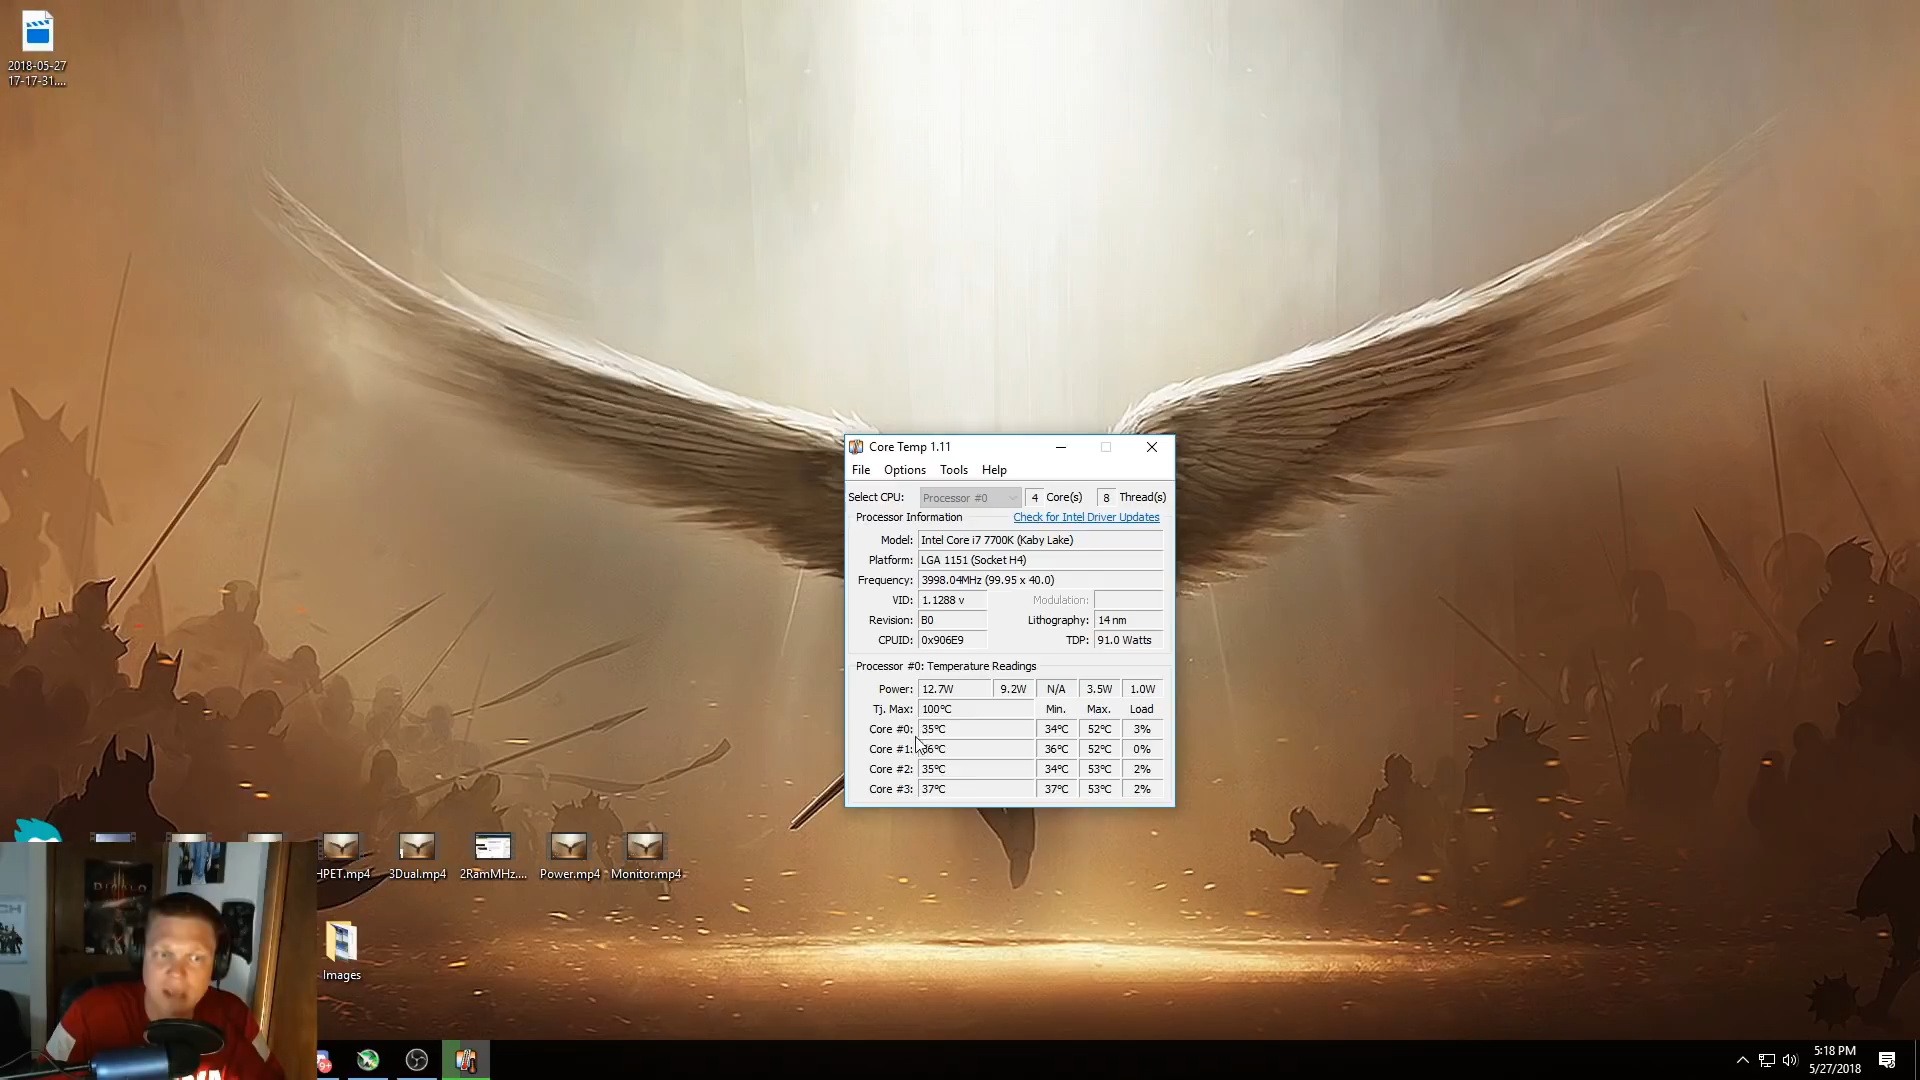 2018-05-27
17-17-31....
Core Temp 1.11
File Options Tools Help
Select CPU: Processor #0 4 Core(s) 8 Thread(s)
Processor Information Check for Intel Driver Updates
Model: Intel Core i7 7700K (Kaby Lake)
Platform: LGA 1151 (Socket H4)
Frequency: 3998.04MHz (99.95 x 40.0)
VID: 1.1288 v Modulation:
Revision: B0 Lithography: 14 nm
CPUID: 0x906E9 TDP: 91.0 Watts
Processor #0: Temperature Readings
Power: 12.7W 9.2W N/A 3.5W 1.0W
Tj. Max: 100°C Min. Max. Load
Core #0: 35°C 34°C 52°C 3%
Core #1: 36°C 36°C 52°C 0%
Core #2: 35°C 34°C 53°C 2%
Core #3: 37°C 37°C 53°C 2%
HPET.mp4 3Dual.mp4 2RamMHz.... Power.mp4 Monitor.mp4
DIABLO
Images
5:18 PM
5/27/2018